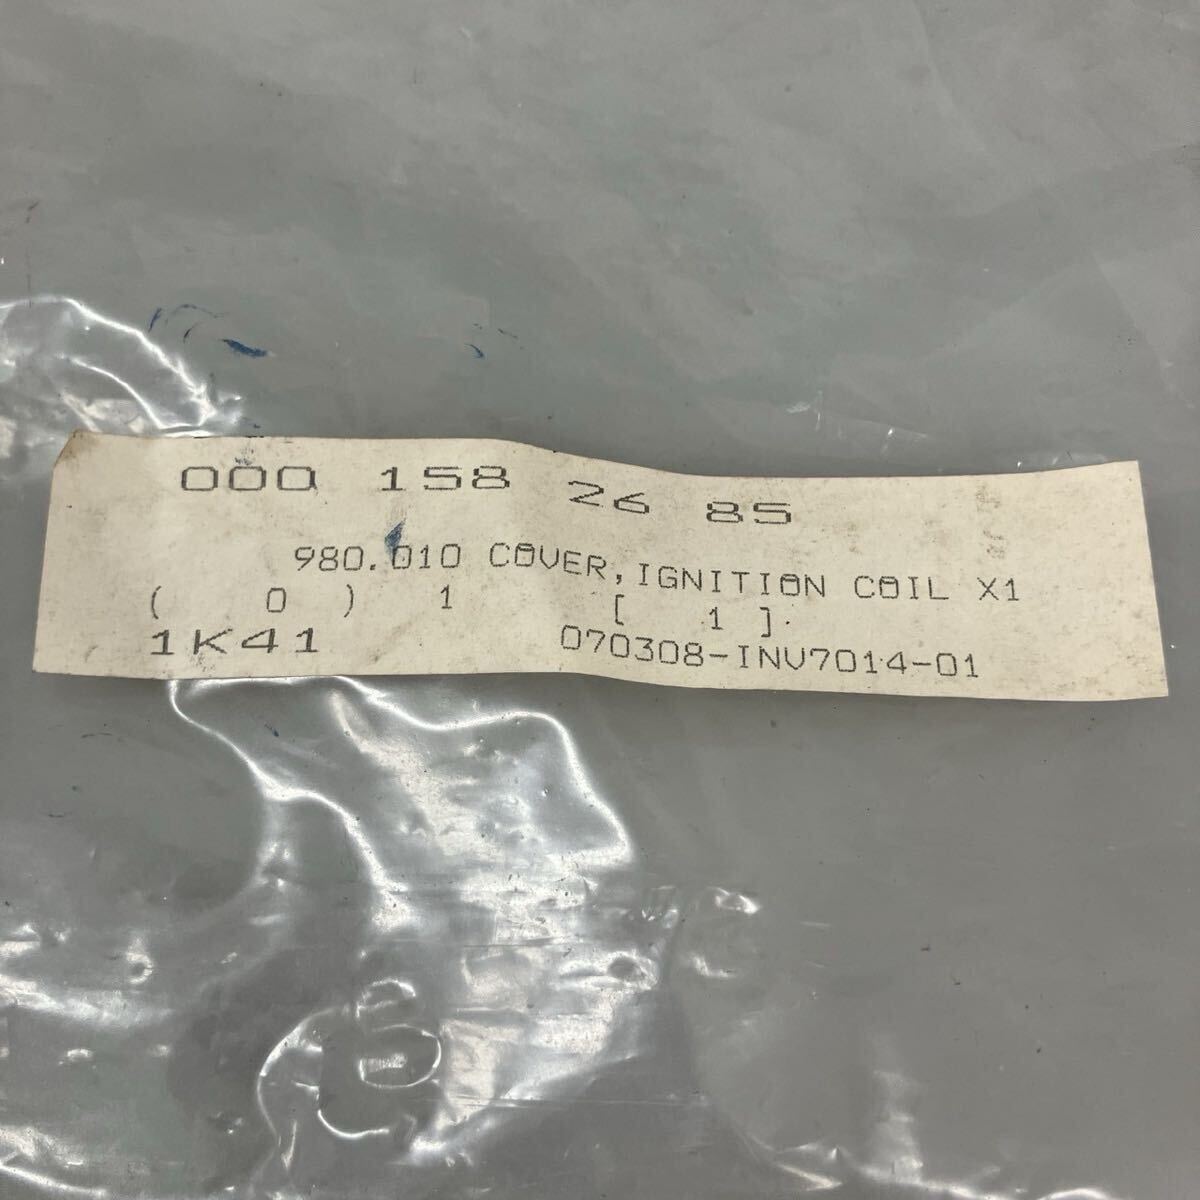 000 158 26 85
980.010 COVER,IGNITION COIL X1
( 0 ) 1 [ 1 ]
1K41 070308-INV7014-01